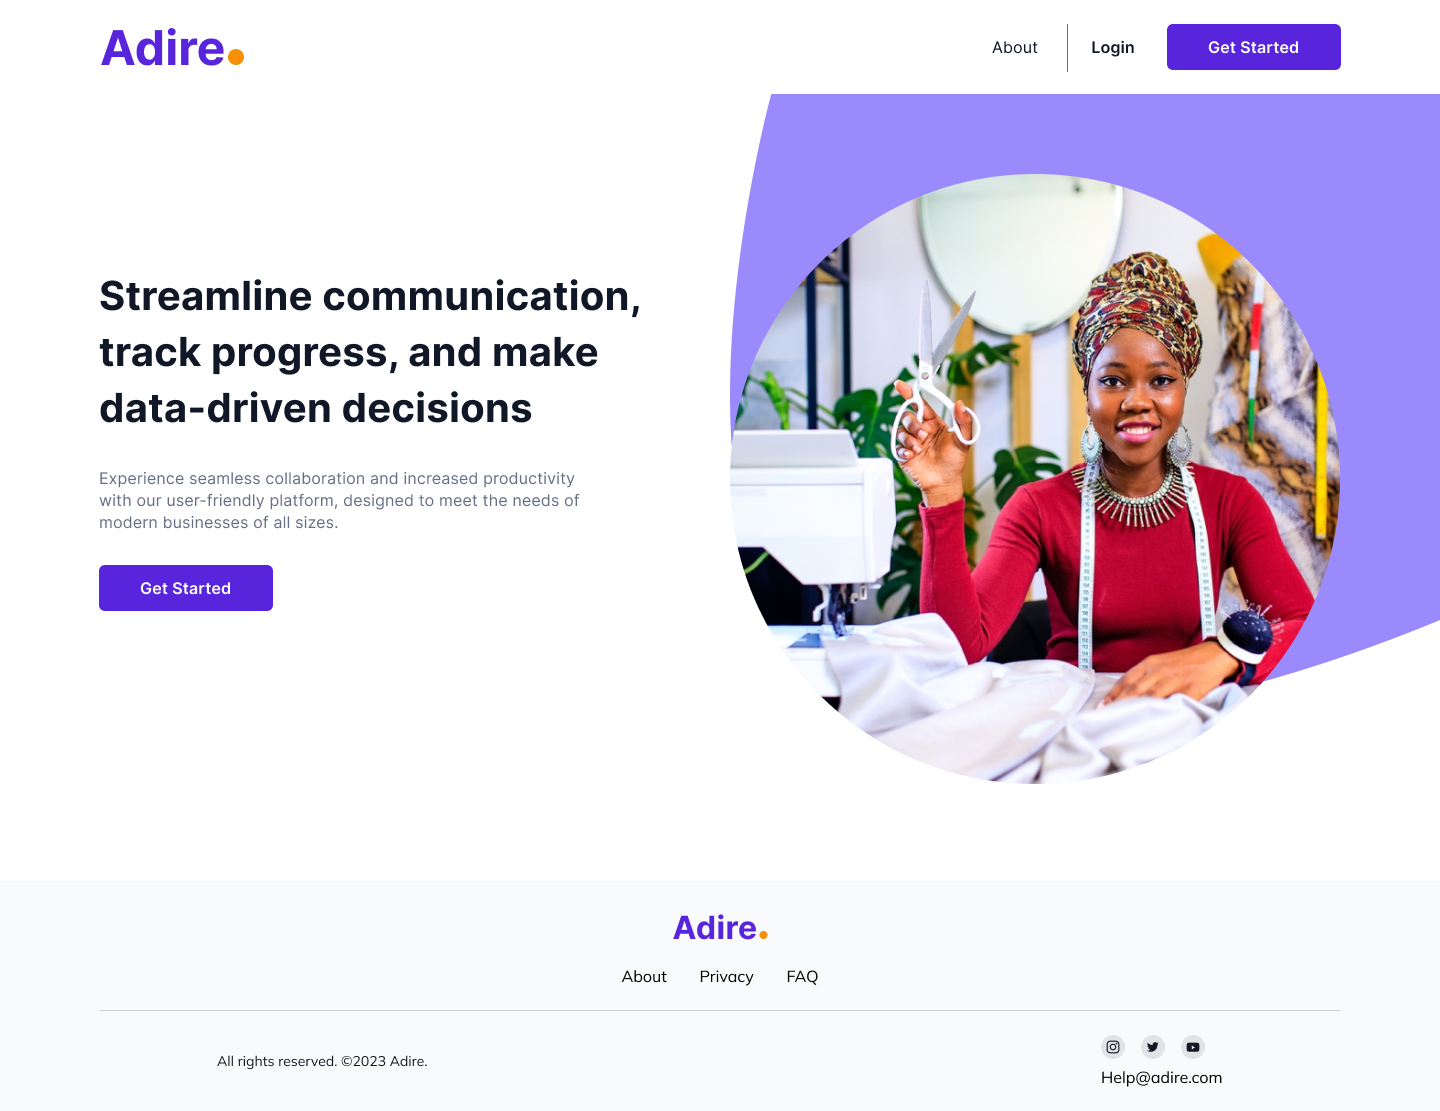 Adire.
About
Login
Get Started
Streamline communication,
track progress, and make
data-driven decisions
Experience seamless collaboration and increased productivity
with our user-friendly platform, designed to meet the needs of
modern businesses of all sizes.
Get Started
Adire.
About
Privacy
FAQ
All rights reserved. ©2023 Adire.
Help@adire.com